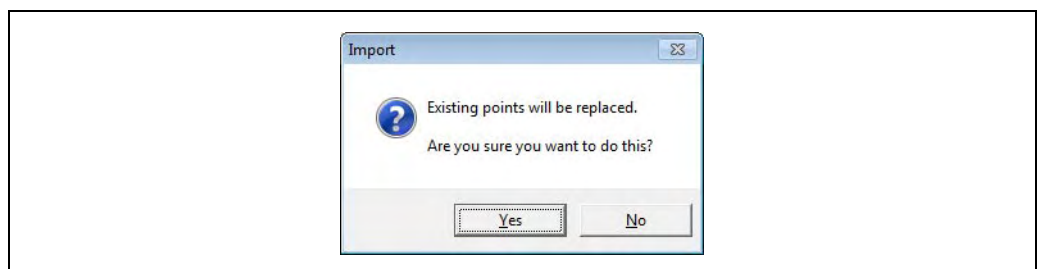 Import
Existing points will be replaced.
Are you sure you want to do this?
Yes
No